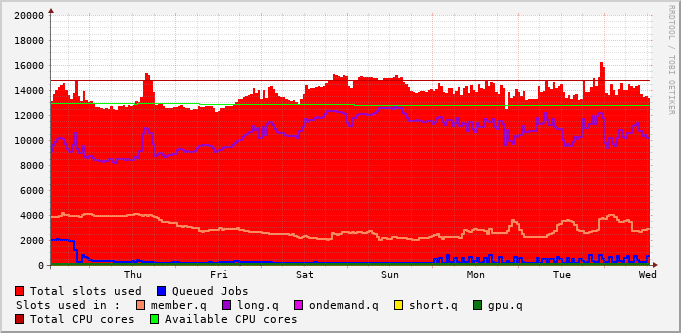 RRDTOOL / TOBI OETIKER
20000
18000
16000
14000
12000
10000
8000
6000
4000
2000
0
Thu Fri Sat Sun Mon Tue Wed
Total slots used Queued Jobs
Slots used in : member.q long.q ondemand.q short.q gpu.q
Total CPU cores Available CPU cores